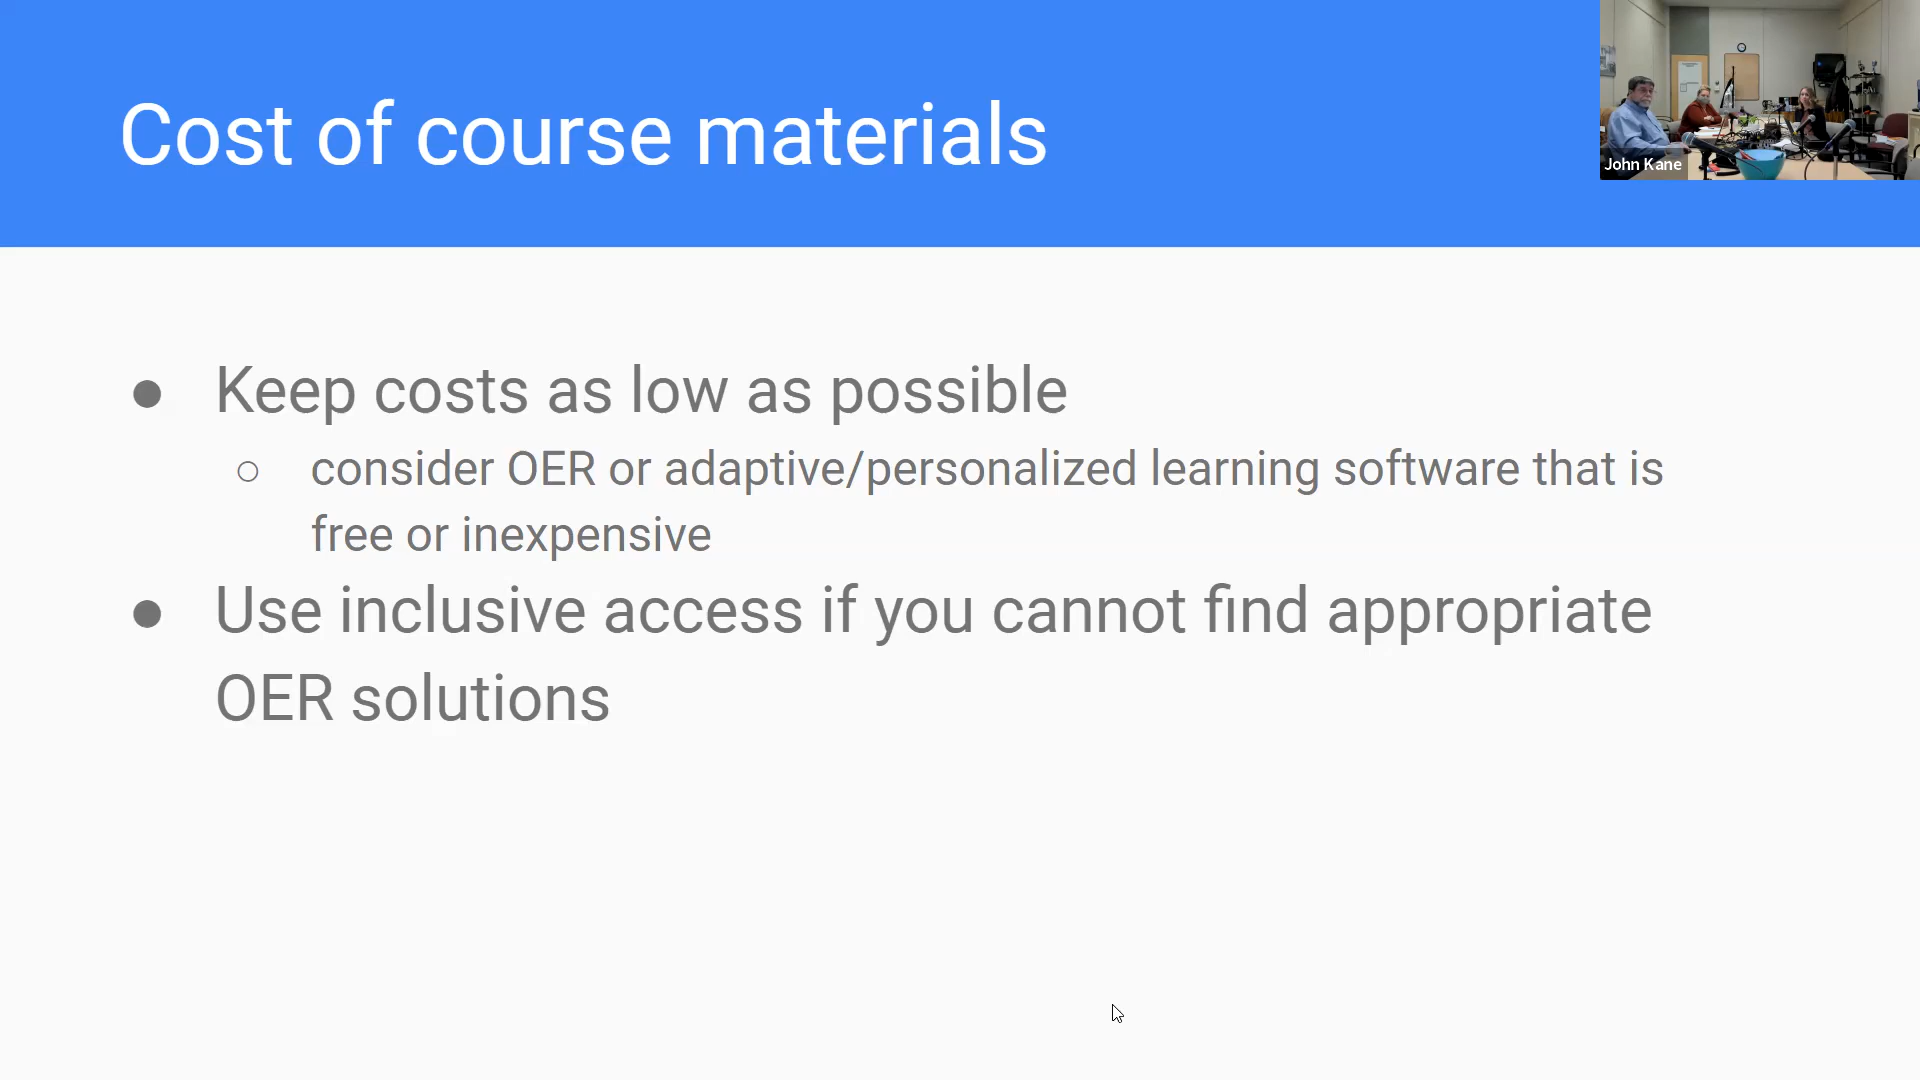 Cost of course materials
John Kane
● Keep costs as low as possible
○ consider OER or adaptive/personalized learning software that is
free or inexpensive
● Use inclusive access if you cannot find appropriate
OER solutions